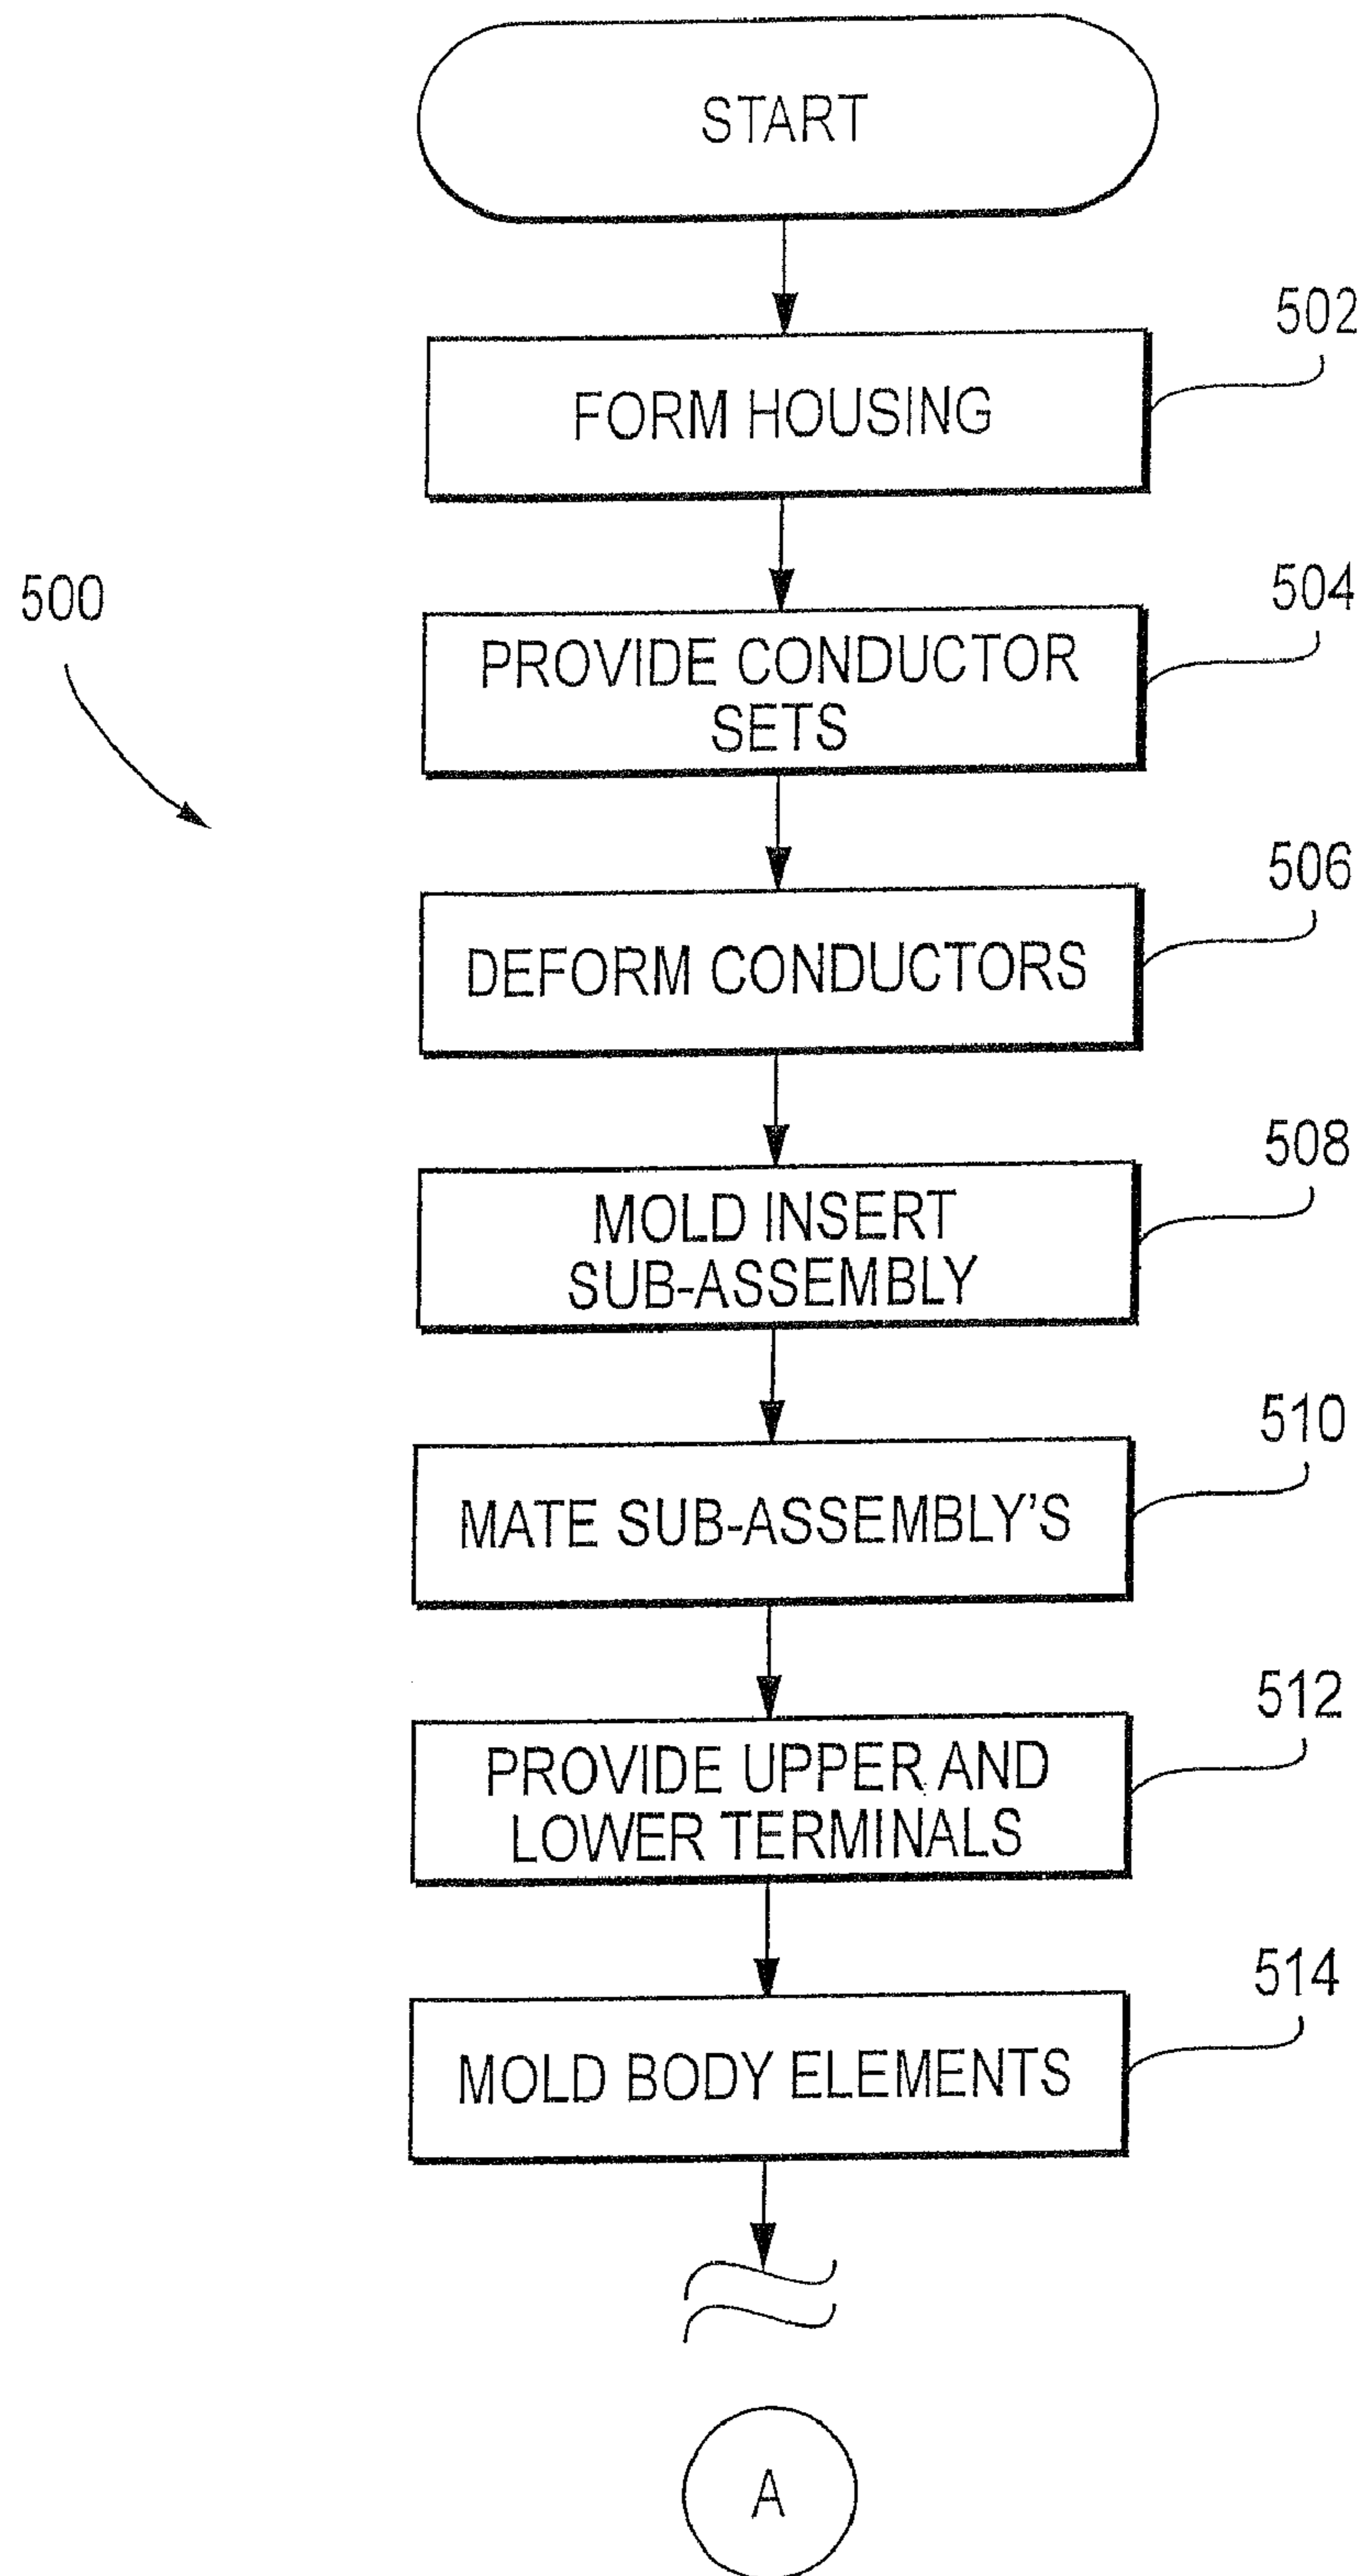 START
502
FORM HOUSING
500
504
PROVIDE CONDUCTOR
SETS
506
DEFORM CONDUCTORS
508
MOLD INSERT
SUB-ASSEMBLY
510
MATE SUB-ASSEMBLY'S
512
PROVIDE UPPER AND
LOWER TERMINALS
514
MOLD BODY ELEMENTS
A